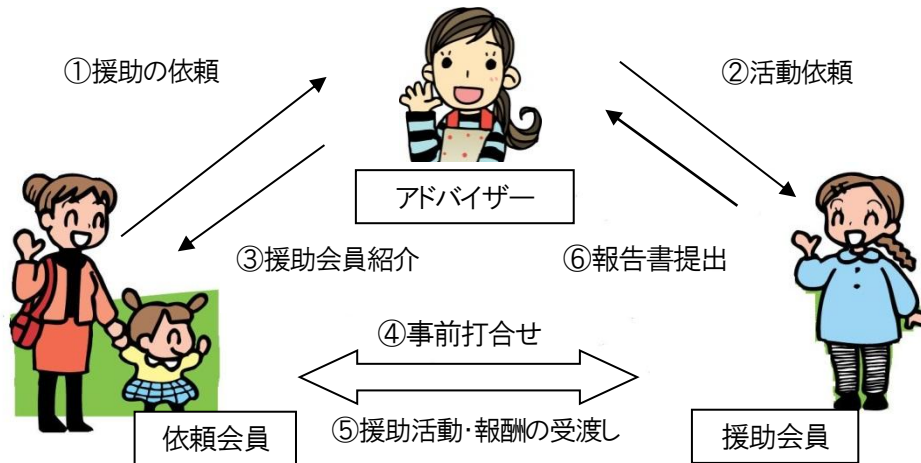 ①援助の依頼
②活動依頼
アドバイザー
③援助会員紹介
⑥報告書提出
④事前打合せ
⑤援助活動・報酬の受渡し
依頼会員
援助会員